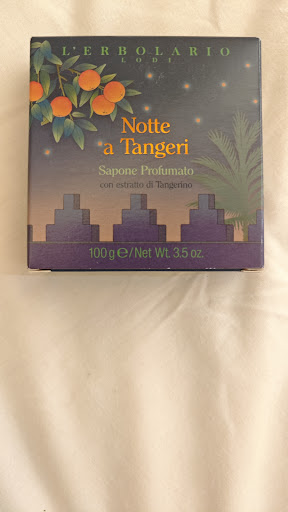 L'ERBOLARIO
LODI
Notte
a Tangeri
Sapone Profumato
con estratto di Tangerino
100 g ℮ / Net Wt. 3.5 oz.